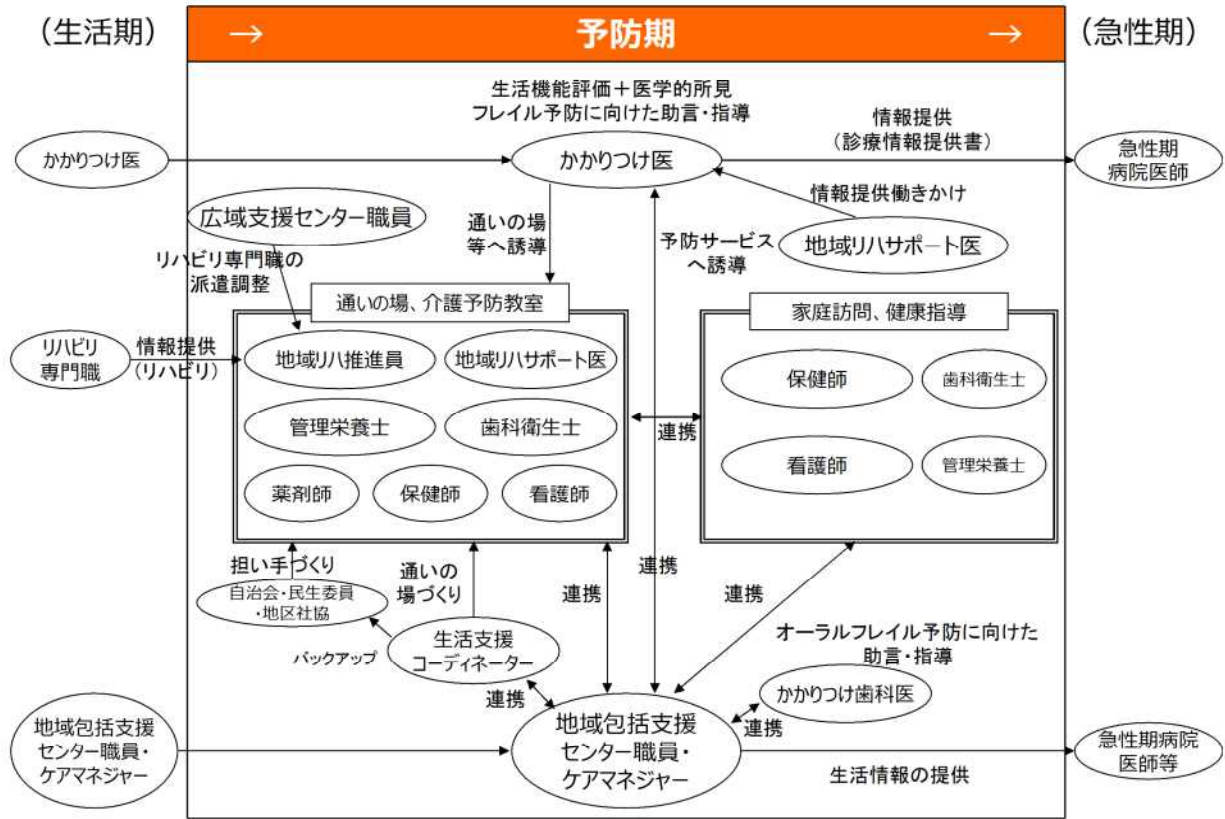 （生活期）
→ 予防期 →
（急性期）
生活機能評価＋医学的所見
フレイル予防に向けた助言・指導
かかりつけ医
かかりつけ医
情報提供
（診療情報提供書）
急性期
病院医師
広域支援センター職員
通いの場
等へ誘導
予防サービス
へ誘導
情報提供働きかけ
地域リハサポート医
リハビリ専門職の
派遣調整
通いの場、介護予防教室
家庭訪問、健康指導
リハビリ
専門職
情報提供
（リハビリ）
地域リハ推進員
地域リハサポート医
管理栄養士
歯科衛生士
薬剤師
保健師
看護師
連携
保健師
歯科衛生士
看護師
管理栄養士
担い手づくり
通いの
場づくり
連携
連携
連携
自治会・民生委員
・地区社協
バックアップ
生活支援
コーディネーター
連携
オーラルフレイル予防に向けた
助言・指導
かかりつけ歯科医
連携
地域包括支援
センター職員・
ケアマネジャー
地域包括支援
センター職員・
ケアマネジャー
生活情報の提供
急性期病院
医師等